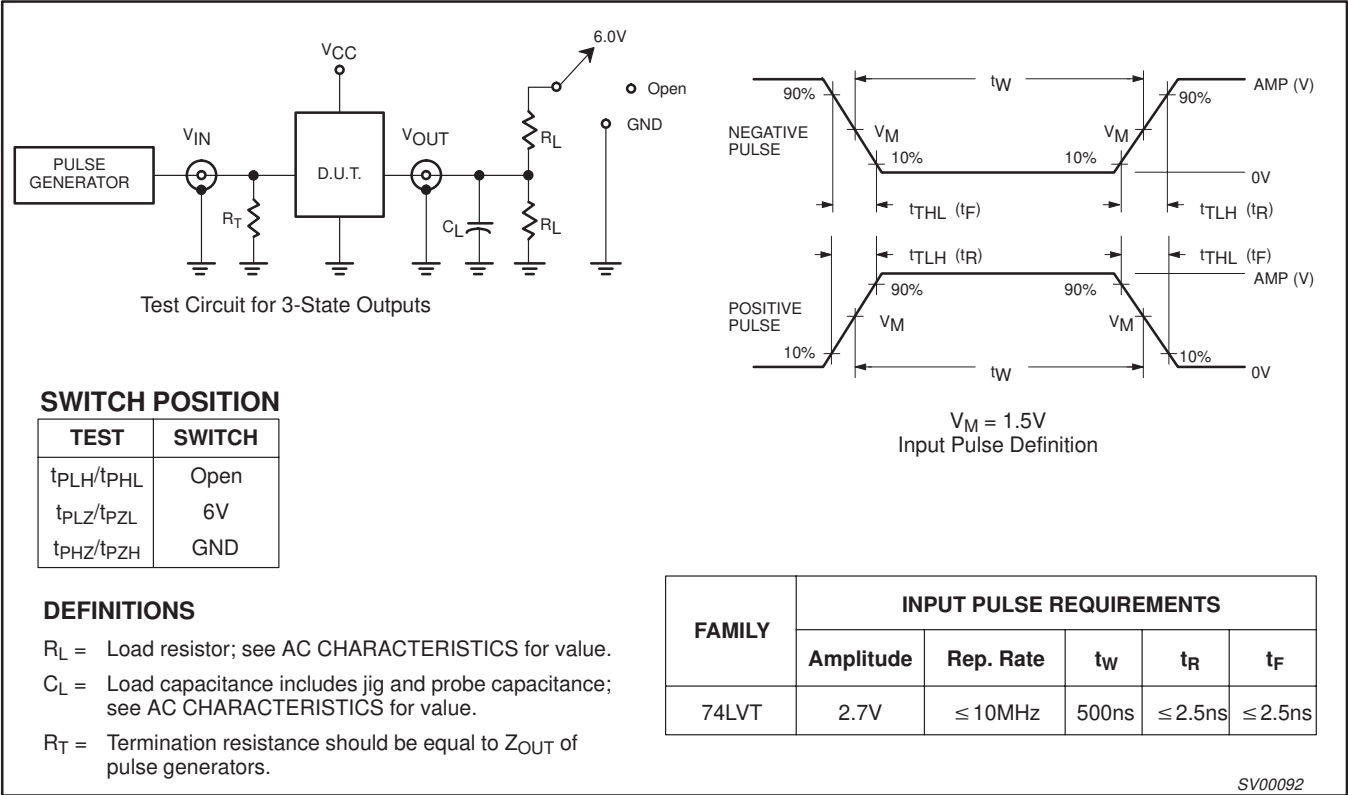 VCC
6.0V
Open
GND
VIN
VOUT
RL
PULSE
GENERATOR
D.U.T.
RT
CL
RL
Test Circuit for 3-State Outputs
tW
AMP (V)
90%
90%
NEGATIVE
PULSE
VM
VM
10%
10%
0V
tTHL (tF)
tTLH (tR)
tTLH (tR)
tTHL (tF)
AMP (V)
90%
90%
POSITIVE
PULSE
VM
VM
10%
10%
tW
0V
VM = 1.5V
Input Pulse Definition
SWITCH POSITION
TEST SWITCH
tPLH/tPHL Open
tPLZ/tPZL 6V
tPHZ/tPZH GND
DEFINITIONS
RL = Load resistor; see AC CHARACTERISTICS for value.
CL = Load capacitance includes jig and probe capacitance;
see AC CHARACTERISTICS for value.
RT = Termination resistance should be equal to ZOUT of
pulse generators.
FAMILY
INPUT PULSE REQUIREMENTS
Amplitude Rep. Rate tW tR tF
74LVT 2.7V ≤10MHz 500ns ≤2.5ns ≤2.5ns
SV00092